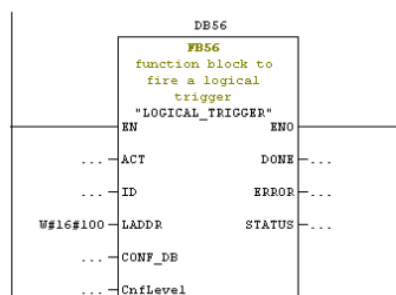 DB56
FB56
function block to
fire a logical
trigger
"LOGICAL_TRIGGER"
EN ENO
... ACT DONE ...
... ID ERROR ...
W#16#100 LADDR STATUS ...
... CONF_DB
... CnfLevel